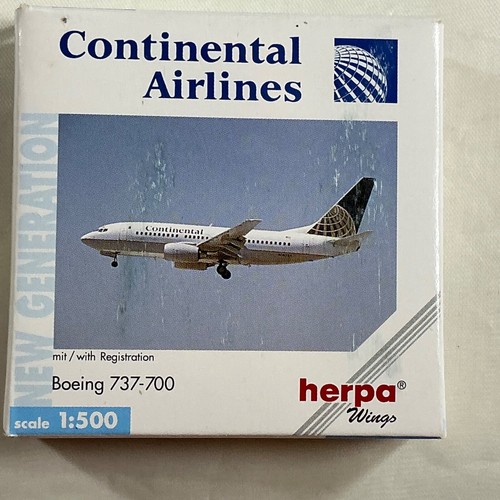 Continental
Airlines
NEW GENERATION
Continental
mit / with Registration
Boeing 737-700
scale 1:500
herpa®
Wings